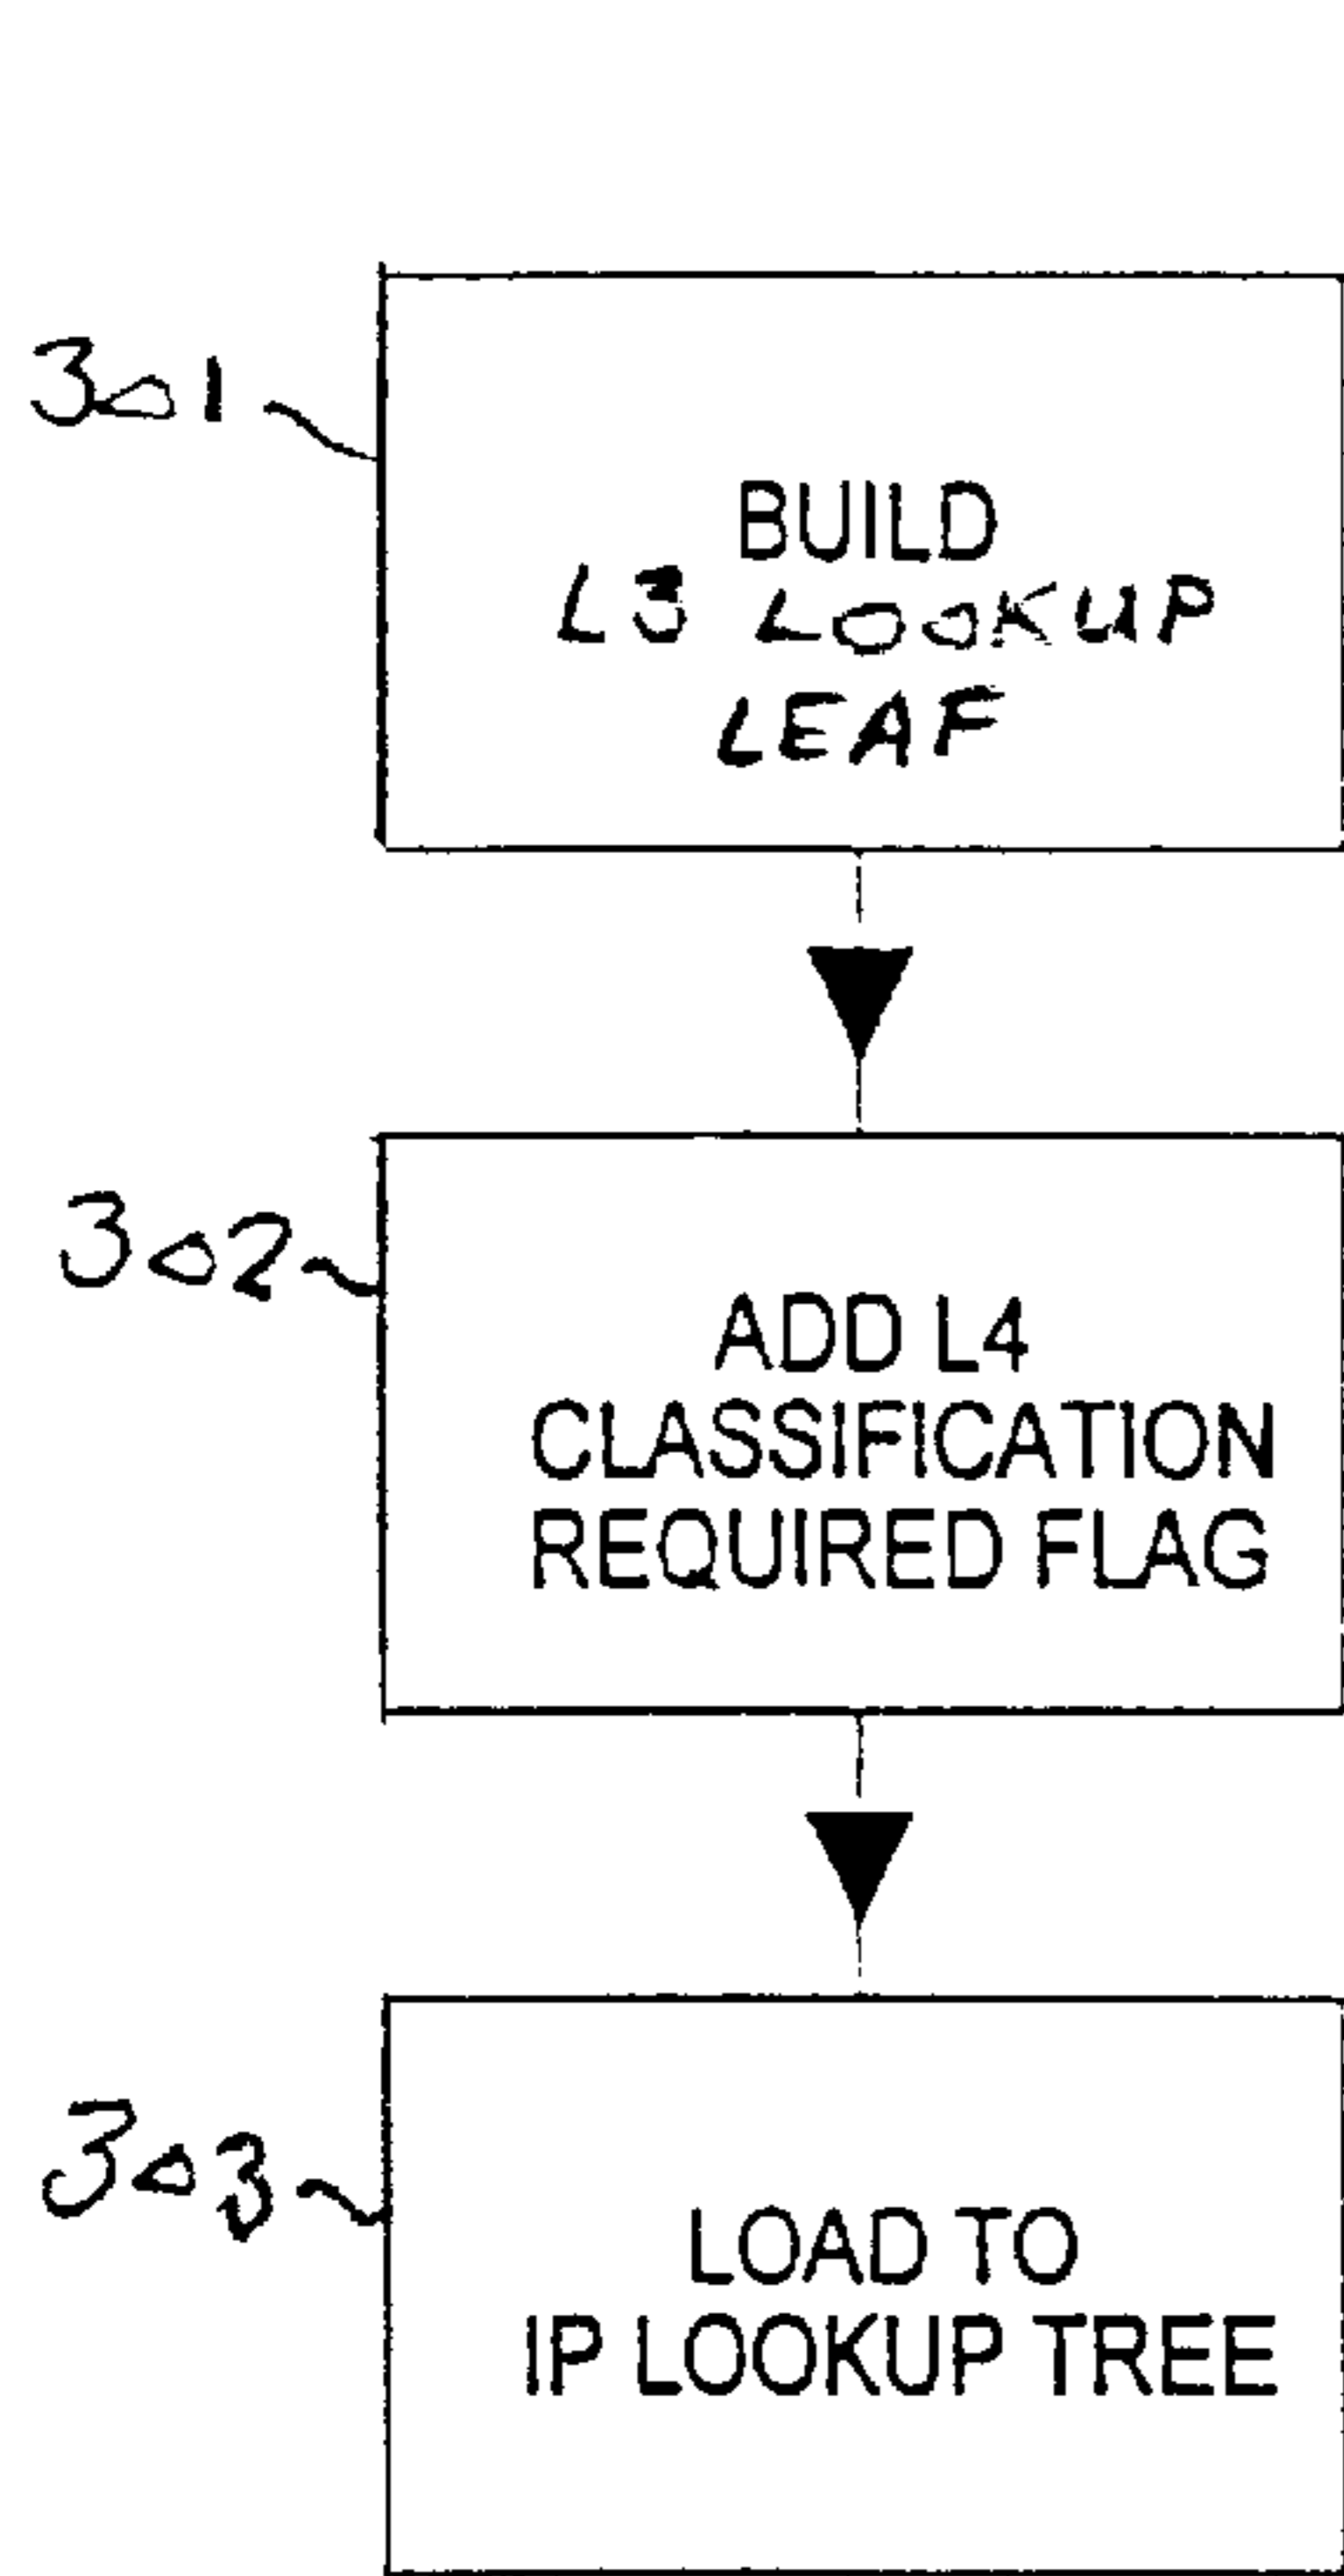 301
BUILD
L3 LOOKUP
LEAF
302
ADD L4
CLASSIFICATION
REQUIRED FLAG
303
LOAD TO
IP LOOKUP TREE